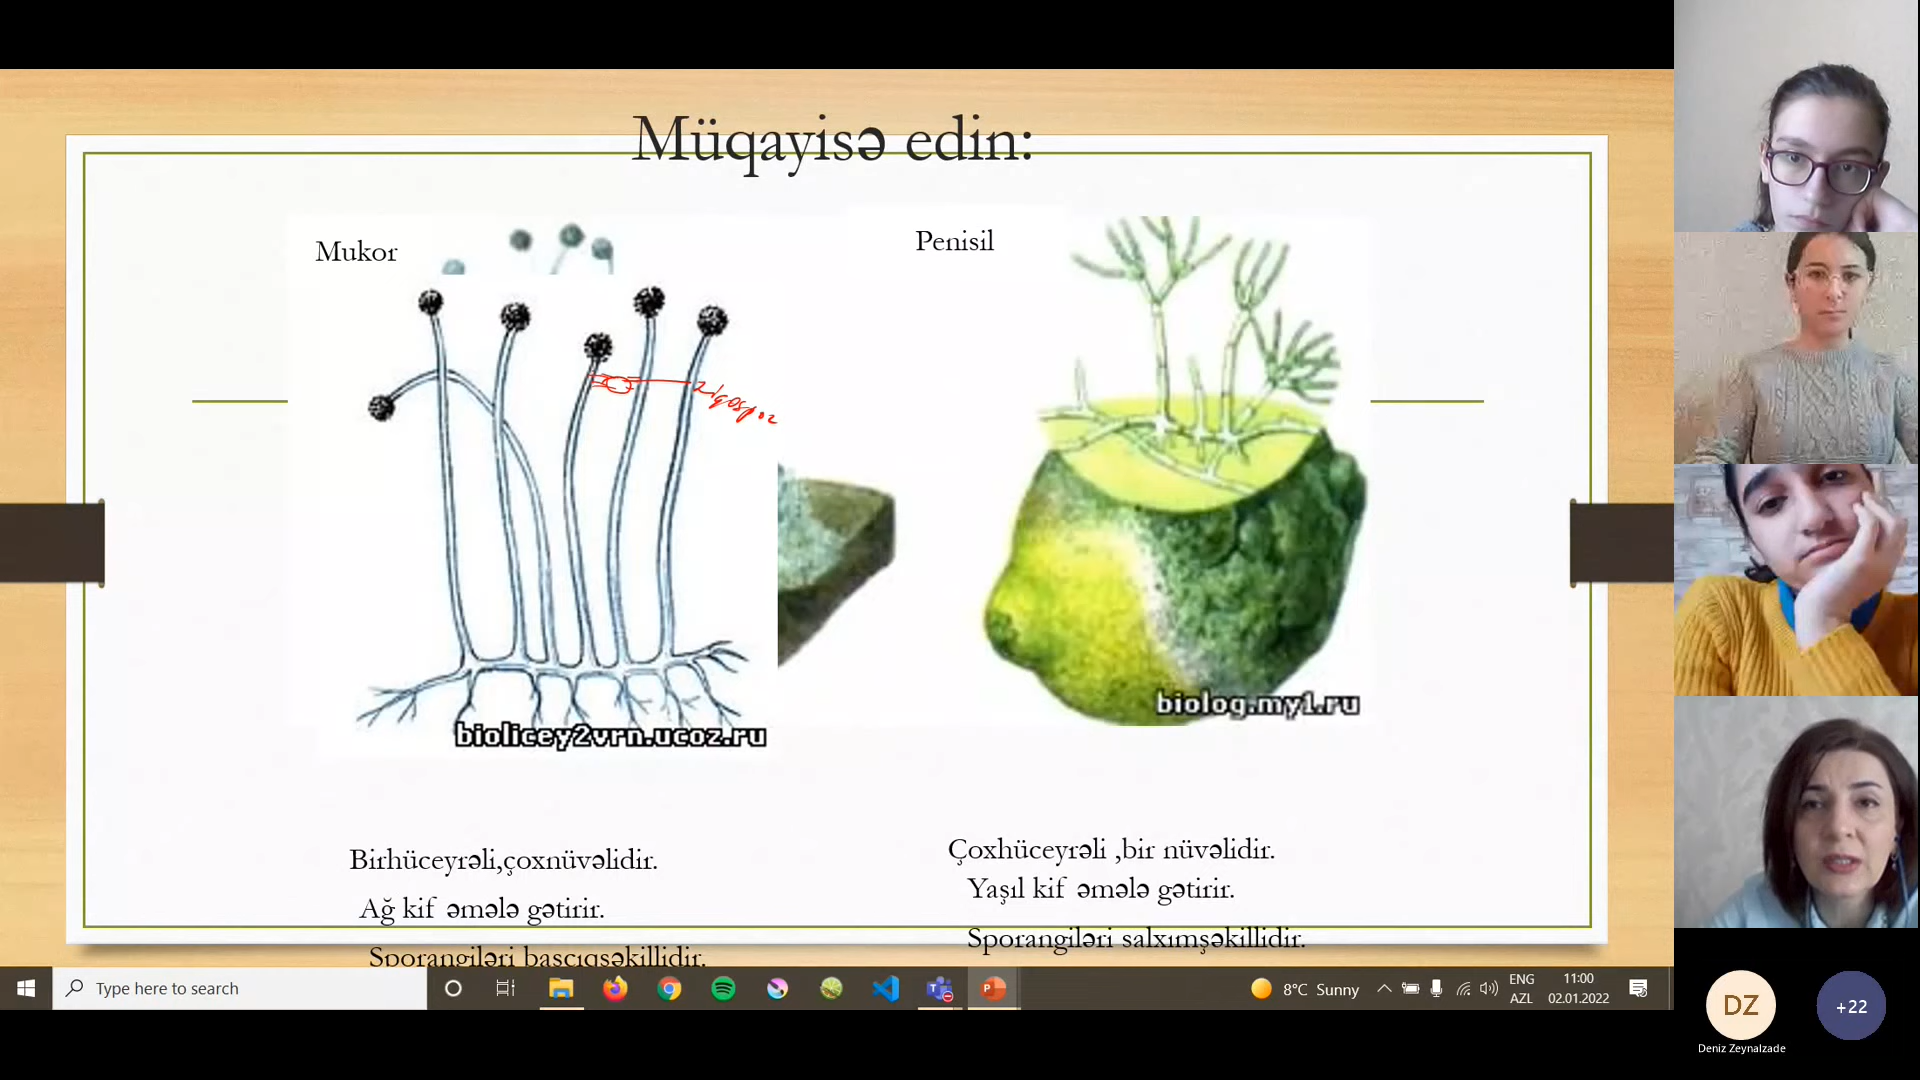 Müqayisə edin:
Mukor
Penisil
ziqospoz
biolog.my1.ru
biolicey2vrn.ucoz.ru
Birhüceyrəli,çoxnüvəlidir.
Ağ kif əmələ gətirir.
Sporangiləri başcıqşəkillidir.
Çoxhüceyrəli ,bir nüvəlidir.
Yaşıl kif əmələ gətirir.
Sporangiləri salxımşəkillidir.
Type here to search
8°C Sunny
ENG
AZL
11:00
02.01.2022
DZ
Deniz Zeynalzade
+22